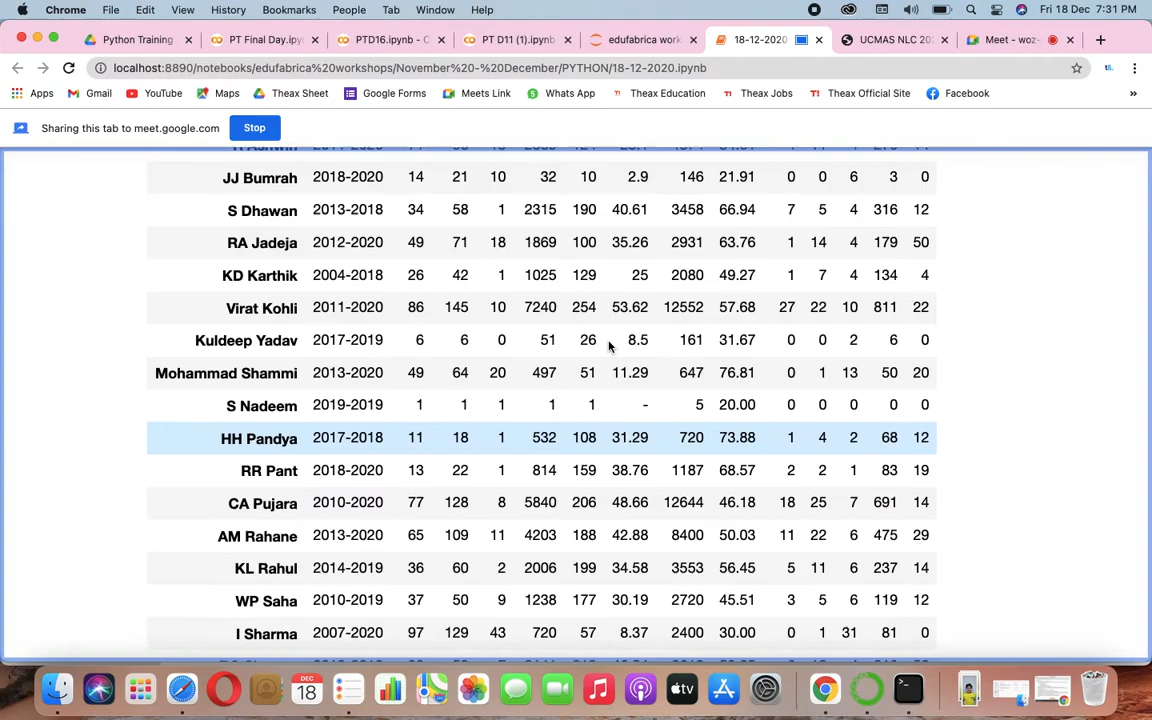 Chrome File Edit View History Bookmarks People Tab Window Help Fri 18 Dec 7:31 PM
Python Training PT Final Day.ipy PTD16.ipynb - C PT D11 (1).ipynb edufabrica work 18-12-2020 UCMAS NLC 20 Meet - woz-
localhost:8890/notebooks/edufabrica%20workshops/November%20-%20December/PYTHON/18-12-2020.ipynb
Apps Gmail YouTube Maps Theax Sheet Google Forms Meets Link Whats App Theax Education Theax Jobs Theax Official Site Facebook »
Sharing this tab to meet.google.com Stop
JJ Bumrah 2018-2020 14 21 10 32 10 2.9 146 21.91 0 0 6 3 0
S Dhawan 2013-2018 34 58 1 2315 190 40.61 3458 66.94 7 5 4 316 12
RA Jadeja 2012-2020 49 71 18 1869 100 35.26 2931 63.76 1 14 4 179 50
KD Karthik 2004-2018 26 42 1 1025 129 25 2080 49.27 1 7 4 134 4
Virat Kohli 2011-2020 86 145 10 7240 254 53.62 12552 57.68 27 22 10 811 22
Kuldeep Yadav 2017-2019 6 6 0 51 26 8.5 161 31.67 0 0 2 6 0
Mohammad Shammi 2013-2020 49 64 20 497 51 11.29 647 76.81 0 1 13 50 20
S Nadeem 2019-2019 1 1 1 1 1 - 5 20.00 0 0 0 0 0
HH Pandya 2017-2018 11 18 1 532 108 31.29 720 73.88 1 4 2 68 12
RR Pant 2018-2020 13 22 1 814 159 38.76 1187 68.57 2 2 1 83 19
CA Pujara 2010-2020 77 128 8 5840 206 48.66 12644 46.18 18 25 7 691 14
AM Rahane 2013-2020 65 109 11 4203 188 42.88 8400 50.03 11 22 6 475 29
KL Rahul 2014-2019 36 60 2 2006 199 34.58 3553 56.45 5 11 6 237 14
WP Saha 2010-2019 37 50 9 1238 177 30.19 2720 45.51 3 5 6 119 12
I Sharma 2007-2020 97 129 43 720 57 8.37 2400 30.00 0 1 31 81 0
DEC
18
tv